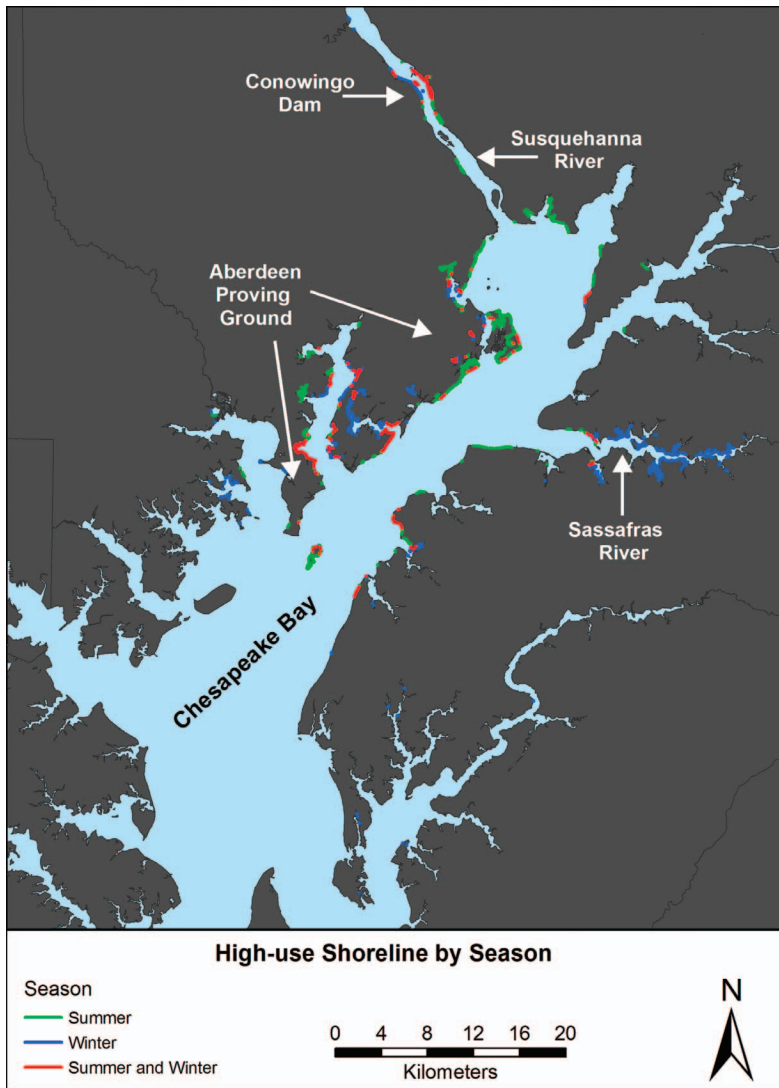 Conowingo
Dam
Susquehanna
River
Aberdeen
Proving
Ground
Sassafras
River
Chesapeake Bay
High-use Shoreline by Season
Season
Summer
Winter
Summer and Winter
0 4 8 12 16 20
Kilometers
N